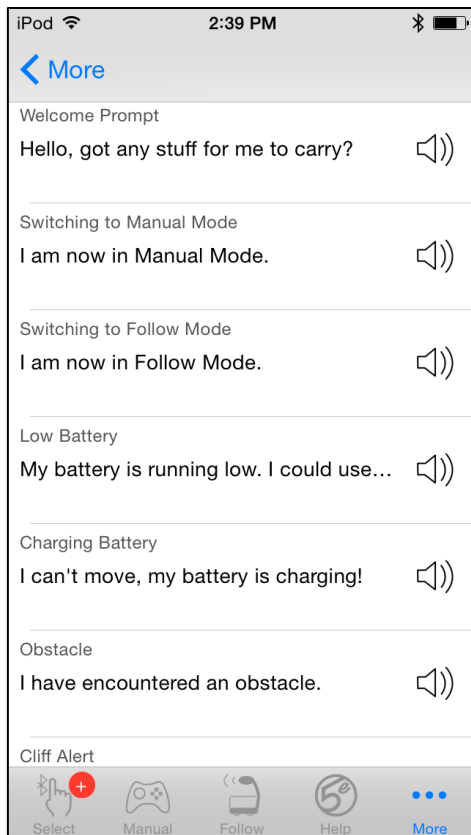 iPod 2:39 PM
More
Welcome Prompt
Hello, got any stuff for me to carry?
Switching to Manual Mode
I am now in Manual Mode.
Switching to Follow Mode
I am now in Follow Mode.
Low Battery
My battery is running low. I could use...
Charging Battery
I can't move, my battery is charging!
Obstacle
I have encountered an obstacle.
Cliff Alert
+
5e
Select Manual Follow Help More